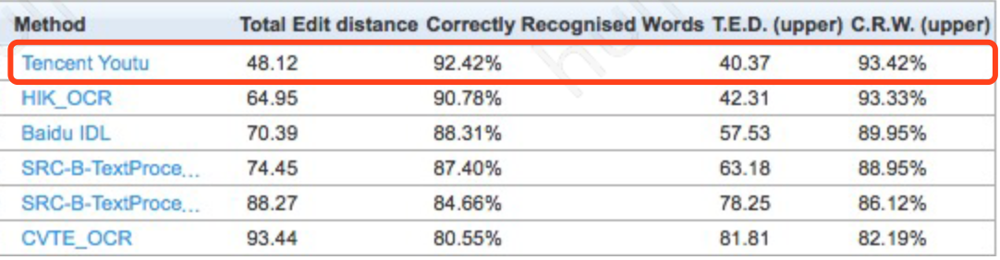 Method Total Edit distance Correctly Recognised Words T.E.D. (upper) C.R.W. (upper)
Tencent Youtu 48.12 92.42% 40.37 93.42%
HIK_OCR 64.95 90.78% 42.31 93.33%
Baidu IDL 70.39 88.31% 57.53 89.95%
SRC-B-TextProce... 74.45 87.40% 63.18 88.95%
SRC-B-TextProce... 88.27 84.66% 78.25 86.12%
CVTE_OCR 93.44 80.55% 81.81 82.19%